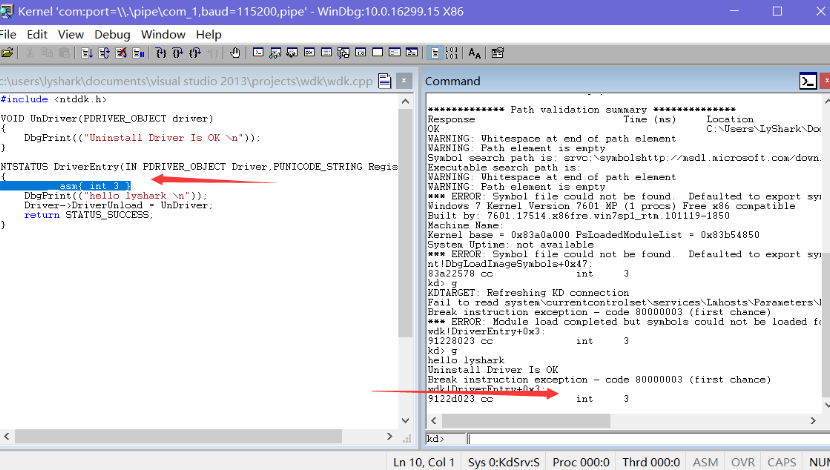 Kernel 'com:port=\\.\pipe\com_1,baud=115200,pipe' - WinDbg:10.0.16299.15 X86
File Edit View Debug Window Help
c:\users\lyshark\documents\visual studio 2013\projects\wdk\wdk.cpp
#include <ntddk.h>
VOID UnDriver(PDRIVER_OBJECT driver)
{
DbgPrint(("Uninstall Driver Is OK \n"));
}
NTSTATUS DriverEntry(IN PDRIVER_OBJECT Driver,PUNICODE_STRING Regis
{
asm{ int 3 }
DbgPrint(("hello lyshark \n"));
Driver->DriverUnload = UnDriver;
return STATUS_SUCCESS;
}
Command
************* Path validation summary **************
Response Time (ms) Location
OK C:\Users\LyShark\Doc
WARNING: Whitespace at end of path element
WARNING: Path element is empty
Symbol search path is: srvc:\symbolshttp://msdl.microsoft.com/down
Executable search path is:
WARNING: Whitespace at end of path element
WARNING: Path element is empty
*** ERROR: Symbol file could not be found. Defaulted to export sym
Windows 7 Kernel Version 7601 MP (1 procs) Free x86 compatible
Built by: 7601.17514.x86fre.win7sp1_rtm.101119-1850
Machine Name:
Kernel base = 0x83a0a000 PsLoadedModuleList = 0x83b54850
System Uptime: not available
*** ERROR: Symbol file could not be found. Defaulted to export sym
nt!DbgLoadImageSymbols+0x47:
83a22578 cc int 3
kd> g
KDTARGET: Refreshing KD connection
Fail to read system\currentcontrolset\services\Lmhosts\Parameters\
Break instruction exception - code 80000003 (first chance)
*** ERROR: Module load completed but symbols could not be loaded fo
wdk!DriverEntry+0x3:
91228023 cc int 3
kd> g
hello lyshark
Uninstall Driver Is OK
Break instruction exception - code 80000003 (first chance)
wdk!DriverEntry+0x3:
9122d023 cc int 3
kd>
Ln 10, Col 1 Sys 0:KdSrv:S Proc 000:0 Thrd 000:0 ASM OVR CAPS NUM